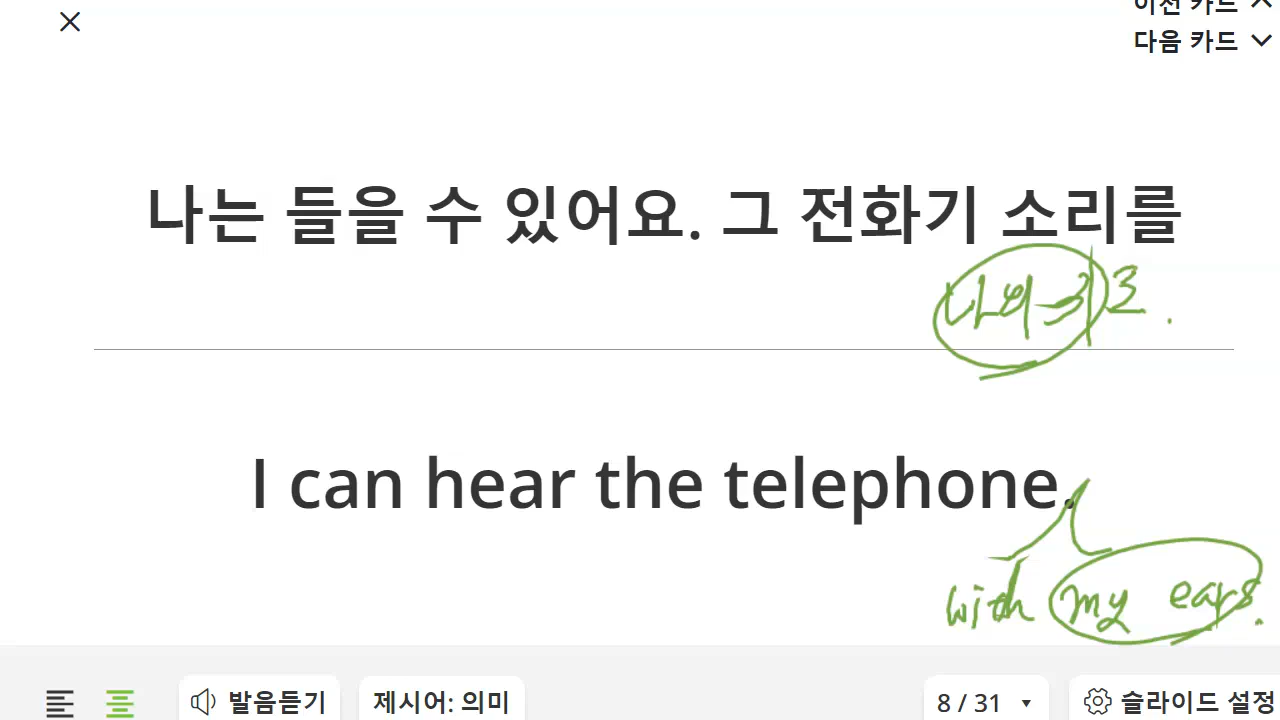 이전 카드
다음 카드
나는 들을 수 있어요. 그 전화기 소리를
나의 귀로.
I can hear the telephone.
with my ears.
발음듣기 제시어: 의미 8 / 31 슬라이드 설정